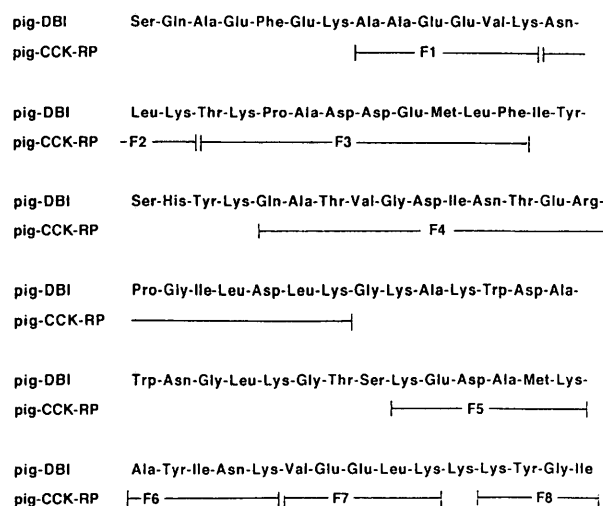 pig-DBI Ser-Gln-Ala-Glu-Phe-Glu-Lys-Ala-Ala-Glu-Glu-Val-Lys-Asn-
pig-CCK-RP F1
pig-DBI Leu-Lys-Thr-Lys-Pro-Ala-Asp-Asp-Glu-Met-Leu-Phe-Ile-Tyr-
pig-CCK-RP F2 F3
pig-DBI Ser-His-Tyr-Lys-Gln-Ala-Thr-Val-Gly-Asp-Ile-Asn-Thr-Glu-Arg-
pig-CCK-RP F4
pig-DBI Pro-Gly-Ile-Leu-Asp-Leu-Lys-Gly-Lys-Ala-Lys-Trp-Asp-Ala-
pig-CCK-RP
pig-DBI Trp-Asn-Gly-Leu-Lys-Gly-Thr-Ser-Lys-Glu-Asp-Ala-Met-Lys-
pig-CCK-RP F5
pig-DBI Ala-Tyr-Ile-Asn-Lys-Val-Glu-Glu-Leu-Lys-Lys-Lys-Tyr-Gly-Ile
pig-CCK-RP F6 F7 F8